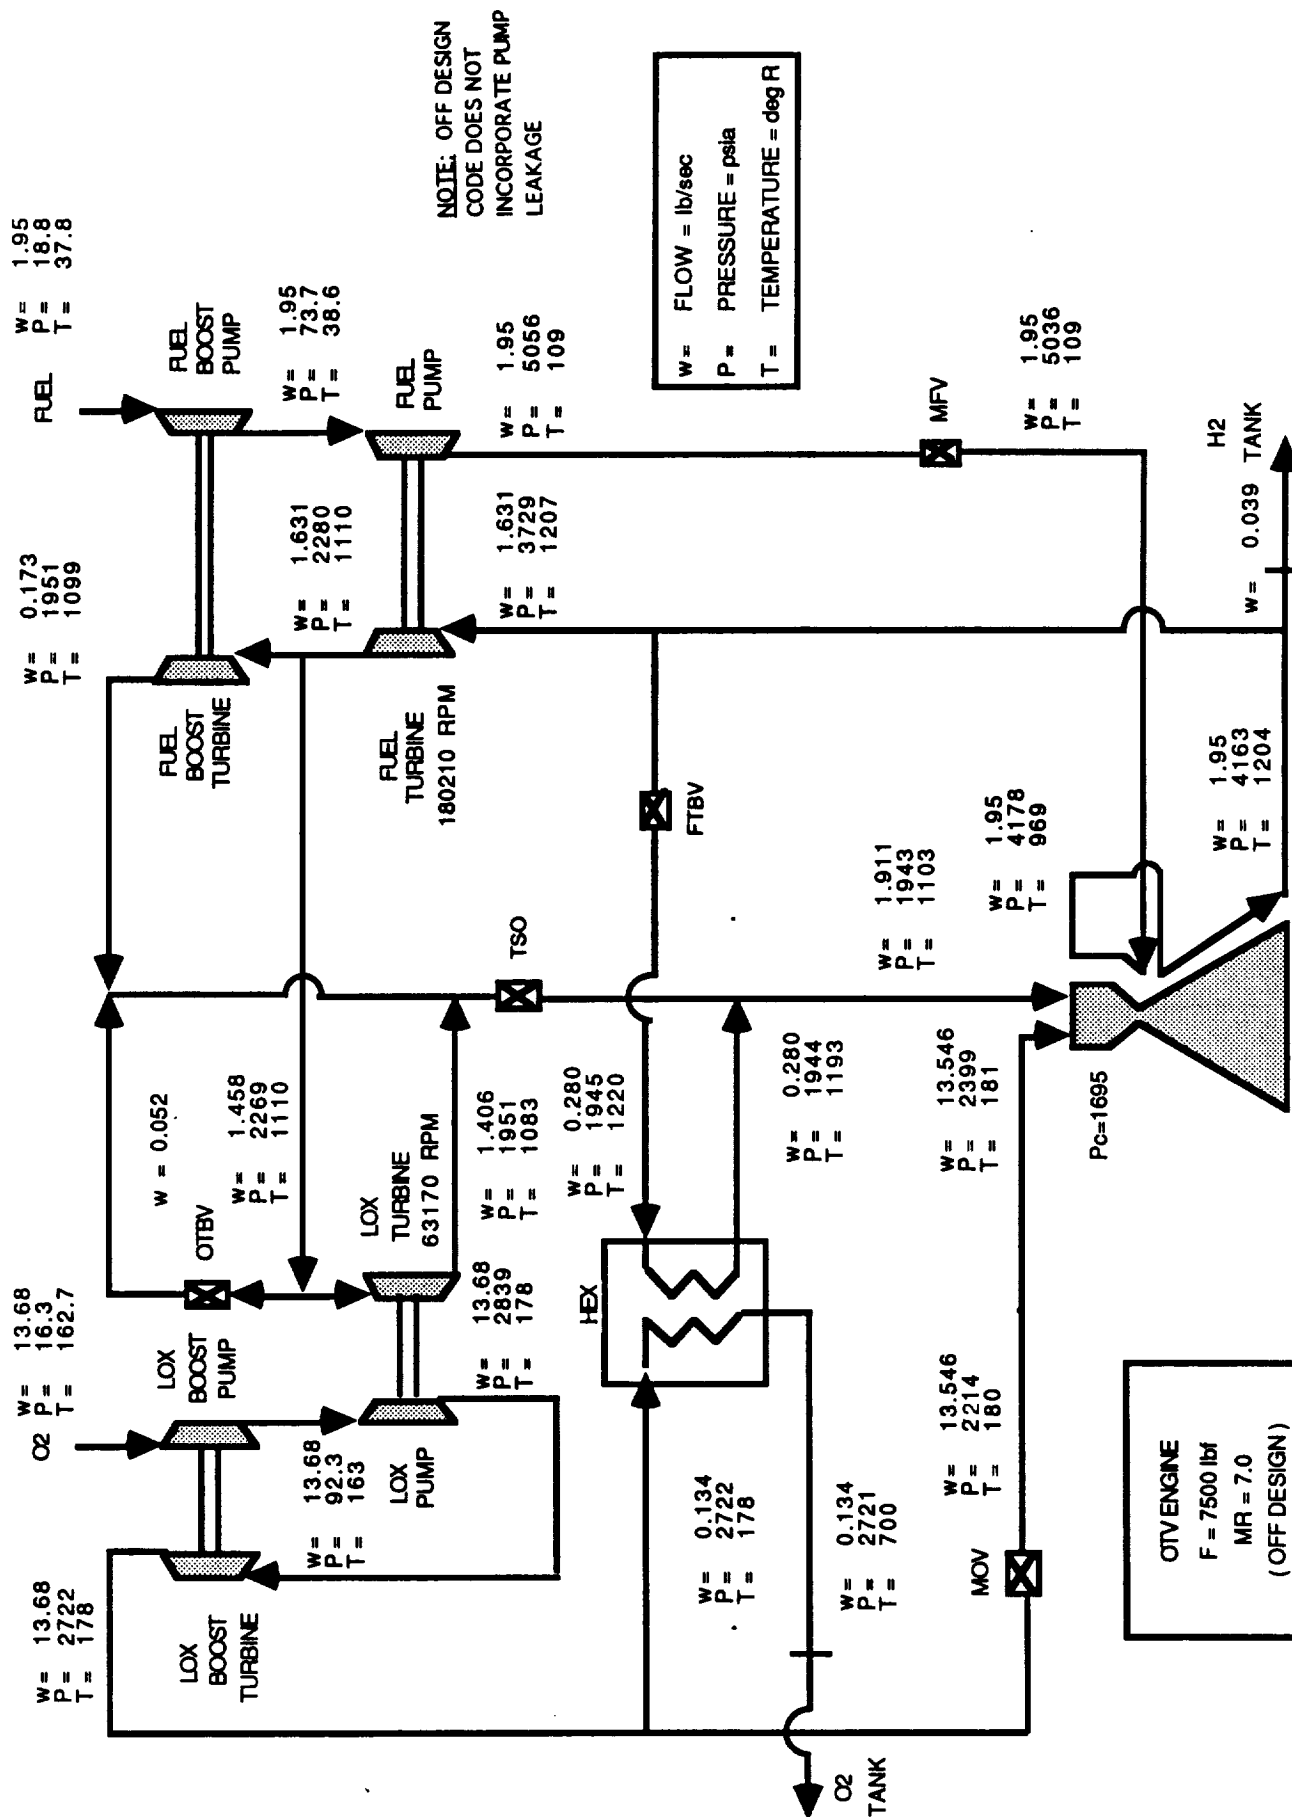 O2
w= 13.68
P= 16.3
T= 162.7
LOX
BOOST
PUMP
w= 13.68
P= 2722
T= 178
LOX
BOOST
TURBINE
w= 13.68
P= 92.3
T= 163
LOX
PUMP
w= 13.68
P= 2839
T= 178
OTBV
w = 0.052
w= 1.458
P= 2269
T= 1110
LOX
TURBINE
63170 RPM
w= 1.406
P= 1951
T= 1083
FUEL
w= 1.95
P= 18.8
T= 37.8
FUEL
BOOST
PUMP
w= 0.173
P= 1951
T= 1099
FUEL
BOOST
TURBINE
w= 1.95
P= 73.7
T= 38.6
w= 1.631
P= 2280
T= 1110
FUEL
PUMP
FUEL
TURBINE
180210 RPM
w= 1.95
P= 5056
T= 109
w= 1.631
P= 3729
T= 1207
NOTE: OFF DESIGN
CODE DOES NOT
INCORPORATE PUMP
LEAKAGE
w= FLOW = lb/sec
P= PRESSURE = psia
T= TEMPERATURE = deg R
TSO
FTBV
HEX
w= 0.280
P= 1945
T= 1220
w= 0.280
P= 1944
T= 1193
w= 0.134
P= 2722
T= 178
w= 0.134
P= 2721
T= 700
O2
TANK
MOV
w= 13.546
P= 2214
T= 180
w= 13.546
P= 2399
T= 181
w= 1.911
P= 1943
T= 1103
w= 1.95
P= 4178
T= 969
MFV
w= 1.95
P= 5036
T= 109
Pc=1695
w= 1.95
P= 4163
T= 1204
w= 0.039
H2
TANK
OTV ENGINE
F = 7500 lbf
MR = 7.0
( OFF DESIGN )